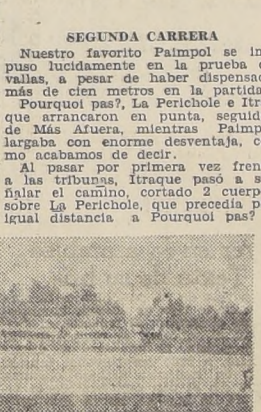 SEGUNDA CARRERA
Nuestro favorito Paimpol se im
puso lucidamente en la prueba d
vallas, a pesar de haber dispensad
más de cien metros en la partida
Pourquoi pas?, La Perichole e Itr
que arrancaron en punta, seguid
de Más Afuera, mientras Paimp
largaba con enorme desventaja, c
mo acabamos de decir.
Al pasar por primera vez fren
a las tribunas, Itraque pasó a s
ñalar el camino, cortado 2 cuerp
sobre La Perichole, que precedía p
igual distancia a Pourquoi pas?